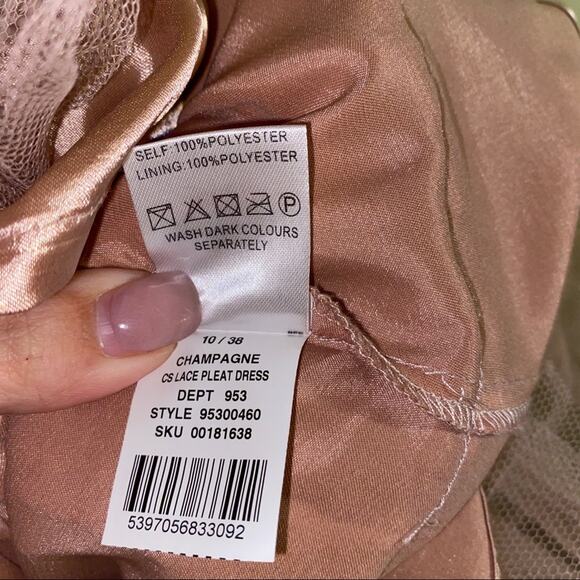 SELF:100%POLYESTER
LINING:100%POLYESTER
P
WASH DARK COLOURS
SEPARATELY
10 / 38
CHAMPAGNE
CS LACE PLEAT DRESS
DEPT 953
STYLE 95300460
SKU 00181638
5397056833092